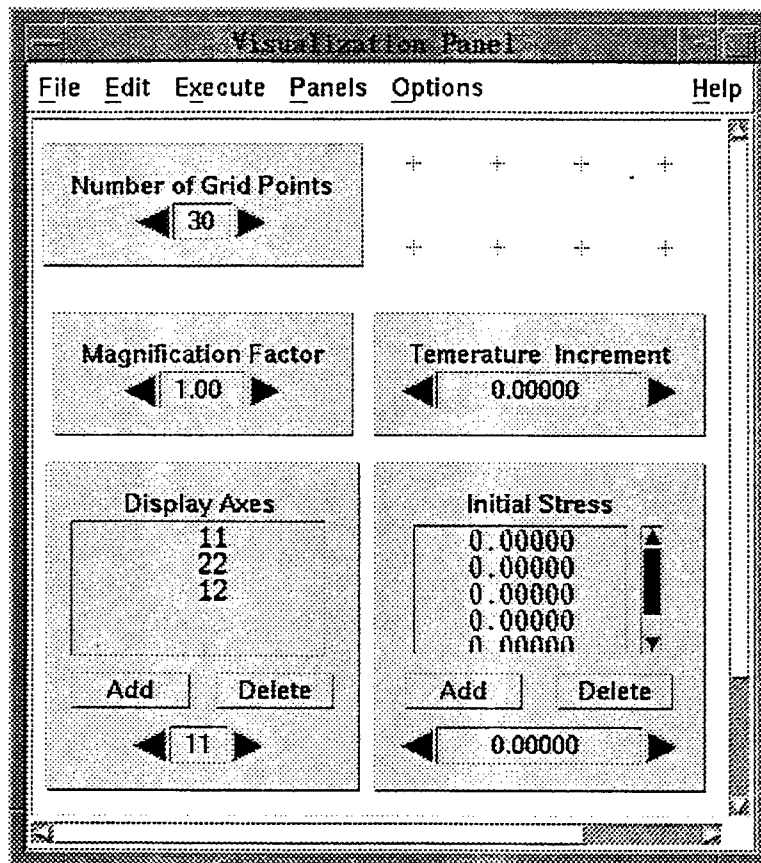 Visualization Panel
File Edit Execute Panels Options Help
Number of Grid Points
30
Magnification Factor
1.00
Temerature Increment
0.00000
Display Axes
11
22
12
Add Delete
11
Initial Stress
0.00000
0.00000
0.00000
0.00000
0.00000
Add Delete
0.00000